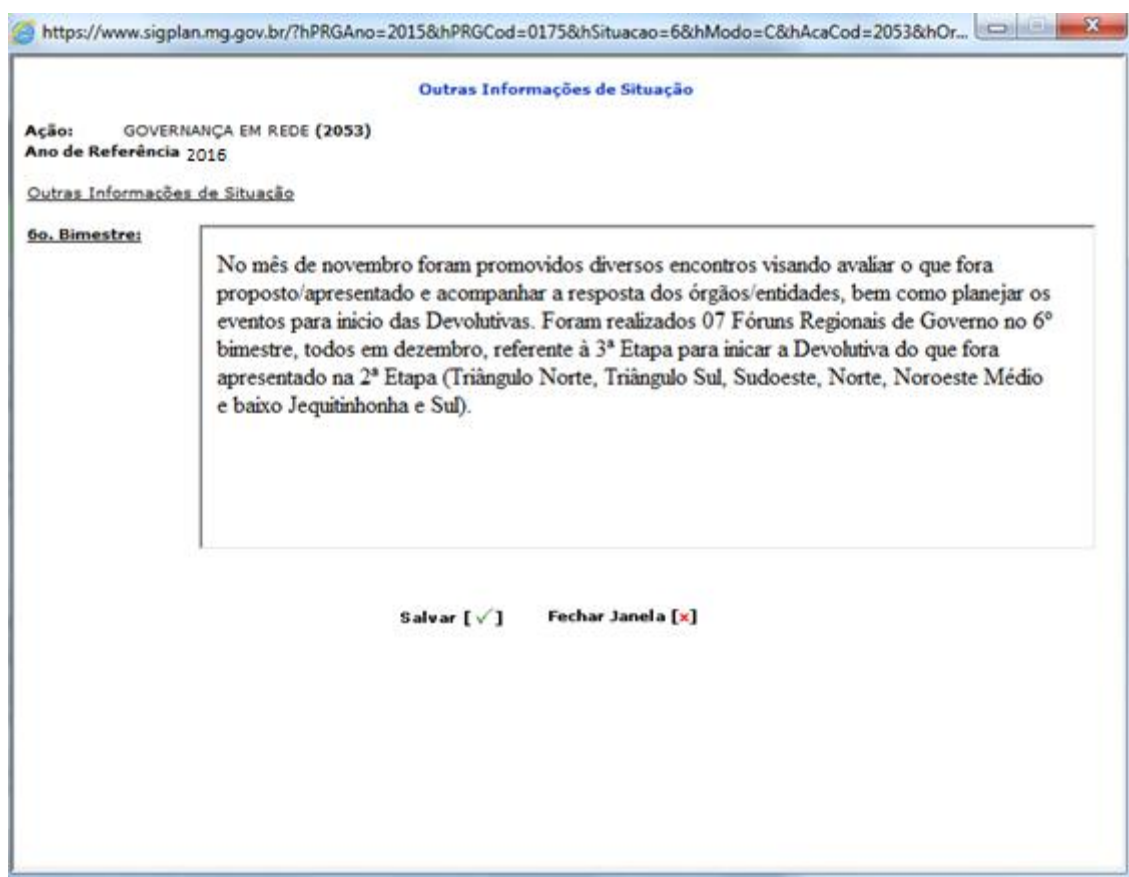 https://www.sigplan.mg.gov.br/?hPRGAno=2015&hPRGCod=0175&hSituacao=6&hModo=C&hAcaCod=2053&hOr...
Outras Informações de Situação
Ação: GOVERNANÇA EM REDE (2053)
Ano de Referência 2016
Outras Informações de Situação
6o. Bimestre:
No mês de novembro foram promovidos diversos encontros visando avaliar o que fora
proposto/apresentado e acompanhar a resposta dos órgãos/entidades, bem como planejar os
eventos para inicio das Devolutivas. Foram realizados 07 Fóruns Regionais de Governo no 6º
bimestre, todos em dezembro, referente à 3ª Etapa para inicar a Devolutiva do que fora
apresentado na 2ª Etapa (Triângulo Norte, Triângulo Sul, Sudoeste, Norte, Noroeste Médio
e baixo Jequitinhonha e Sul).
Salvar [✓] Fechar Janela [x]